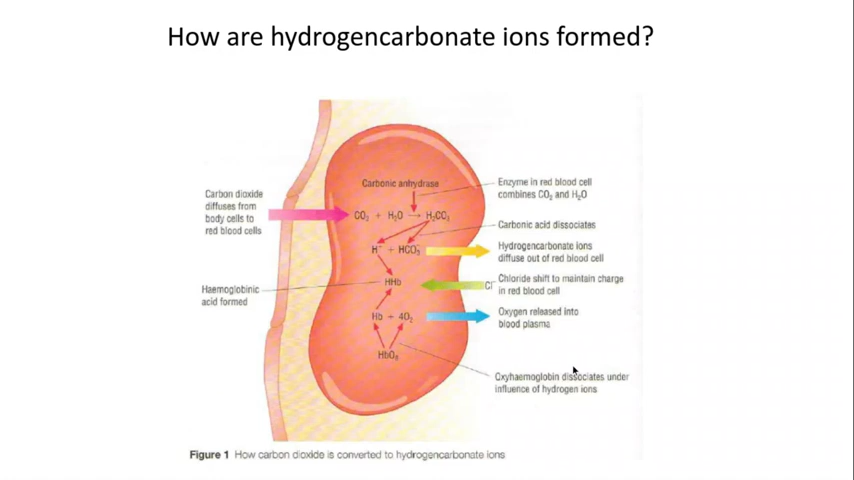 How are hydrogencarbonate ions formed?
Carbonic anhydrase
Enzyme in red blood cell
combines CO₂ and H₂O
Carbon dioxide
diffuses from
body cells to
red blood cells
CO₂ + H₂O → H₂CO₃
Carbonic acid dissociates
H⁺ + HCO₃⁻
Hydrogencarbonate ions
diffuse out of red blood cell
Haemoglobinic
acid formed
HHb
Cl⁻
Chloride shift to maintain charge
in red blood cell
Hb + 4O₂
Oxygen released into
blood plasma
HbO₈
Oxyhaemoglobin dissociates under
influence of hydrogen ions
Figure 1 How carbon dioxide is converted to hydrogencarbonate ions